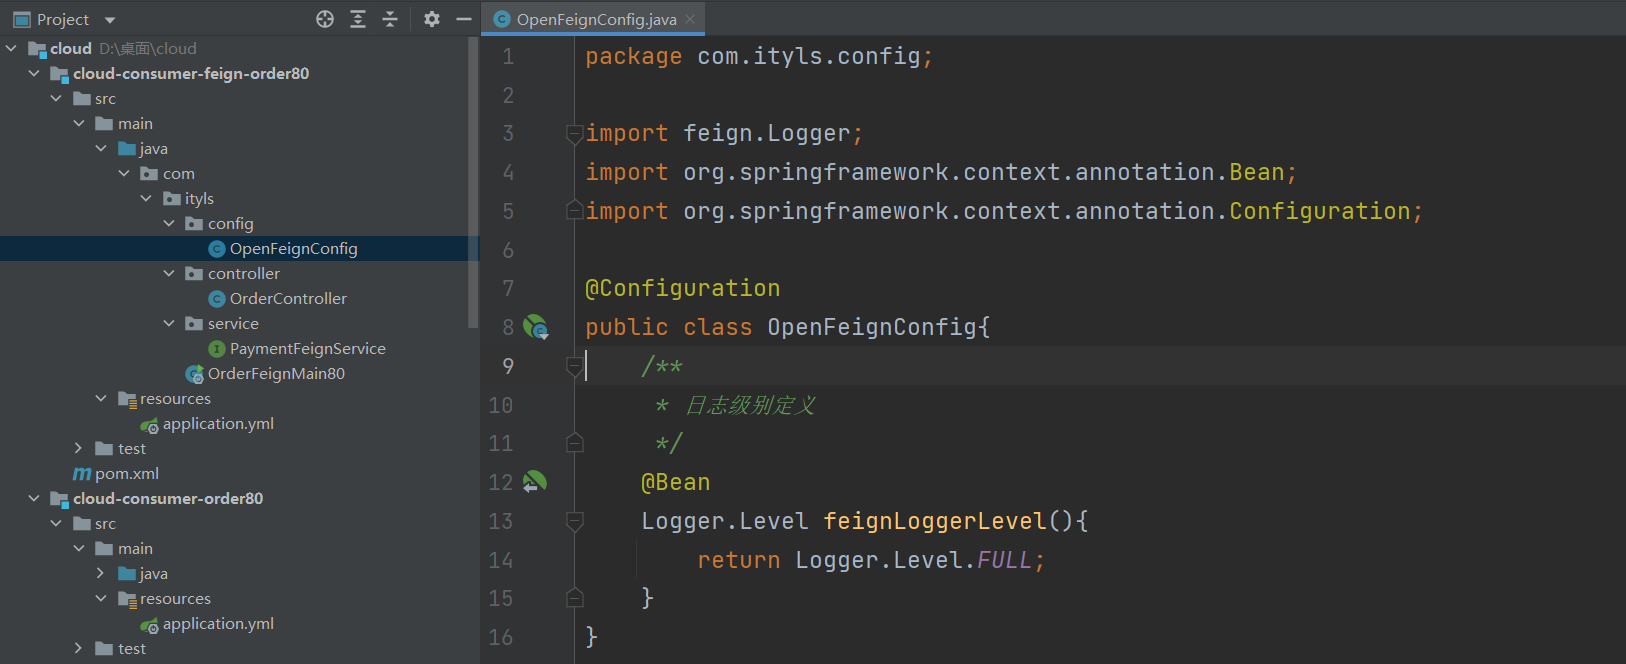 Project
cloud D:\桌面\cloud
cloud-consumer-feign-order80
src
main
java
com
ityls
config
OpenFeignConfig
controller
OrderController
service
PaymentFeignService
OrderFeignMain80
resources
application.yml
test
pom.xml
cloud-consumer-order80
src
main
java
resources
application.yml
test
OpenFeignConfig.java
1 package com.ityls.config;
2
3 import feign.Logger;
4 import org.springframework.context.annotation.Bean;
5 import org.springframework.context.annotation.Configuration;
6
7 @Configuration
8 public class OpenFeignConfig{
9     /**
10      * 日志级别定义
11      */
12     @Bean
13     Logger.Level feignLoggerLevel(){
14         return Logger.Level.FULL;
15     }
16 }